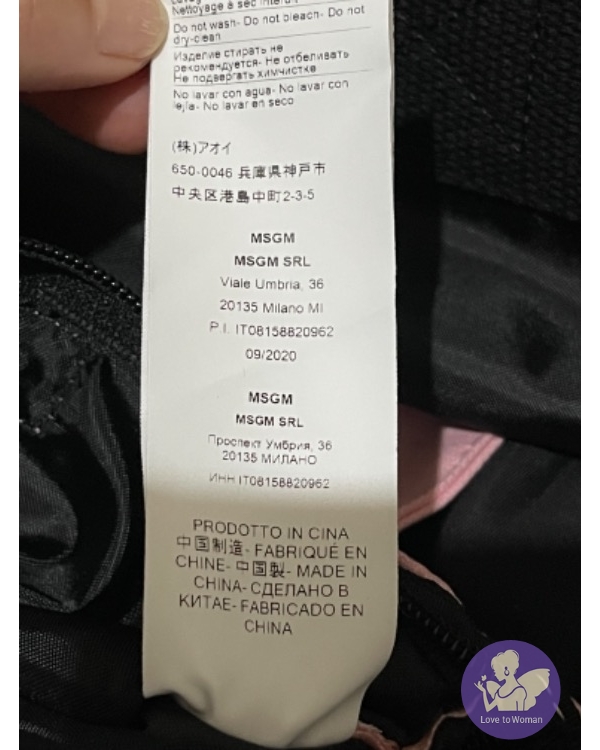 Nettoyage à sec
Do not wash- Do not bleach- Do not
dry-clean
Изделие стирать не
рекомендуется- Не отбеливать
Не подвергать химчистке
No lavar con agua- No lavar con
lejía- No lavar en seco
(株)アオイ
650-0046 兵庫県神戸市
中央区港島中町2-3-5
MSGM
MSGM SRL
Viale Umbria, 36
20135 Milano MI
P.I. IT08158820962
09/2020
MSGM
MSGM SRL
Проспект Умбрия, 36
20135 МИЛАНО
ИНН IT08158820962
PRODOTTO IN CINA
中国制造- FABRIQUÉ EN
CHINE- 中国製- MADE IN
CHINA- СДЕЛАНО В
КИТАЕ- FABRICADO EN
CHINA
Love to Woman